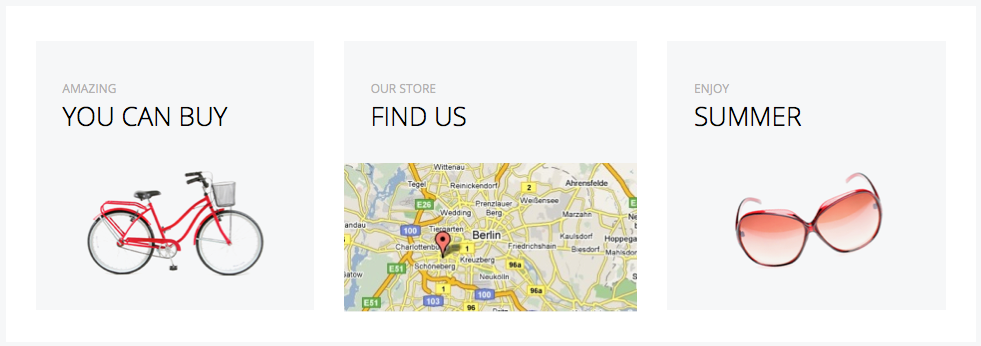 AMAZING
YOU CAN BUY
OUR STORE
FIND US
Wittenau
Tegel
Reinickendorf
2
Ahrensfelde
E26
Prenzlauer
Berg
Weißensee
Wedding
Marzahn
andau
100
Tiergarten
Berlin
Kaulsdorf
Hoppega
Charlottenb
1
Friedrichshain
Biesdorf
Mahlsdor
Kreuzberg
E51
Schöneberg
96a
Gatow
Neukölln
1
100
96a
E51
103
96
ENJOY
SUMMER